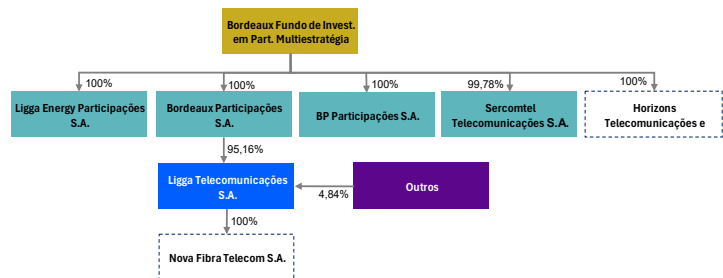 Bordeaux Fundo de Invest.
em Part. Multiestratégia
100%
100%
100%
99,78%
100%
Ligga Energy Participações
S.A.
Bordeaux Participações
S.A.
BP Participações S.A.
Sercomtel
Telecomunicações S.A.
Horizons
Telecomunicações e
95,16%
Ligga Telecomunicações
S.A.
4,84%
Outros
100%
Nova Fibra Telecom S.A.